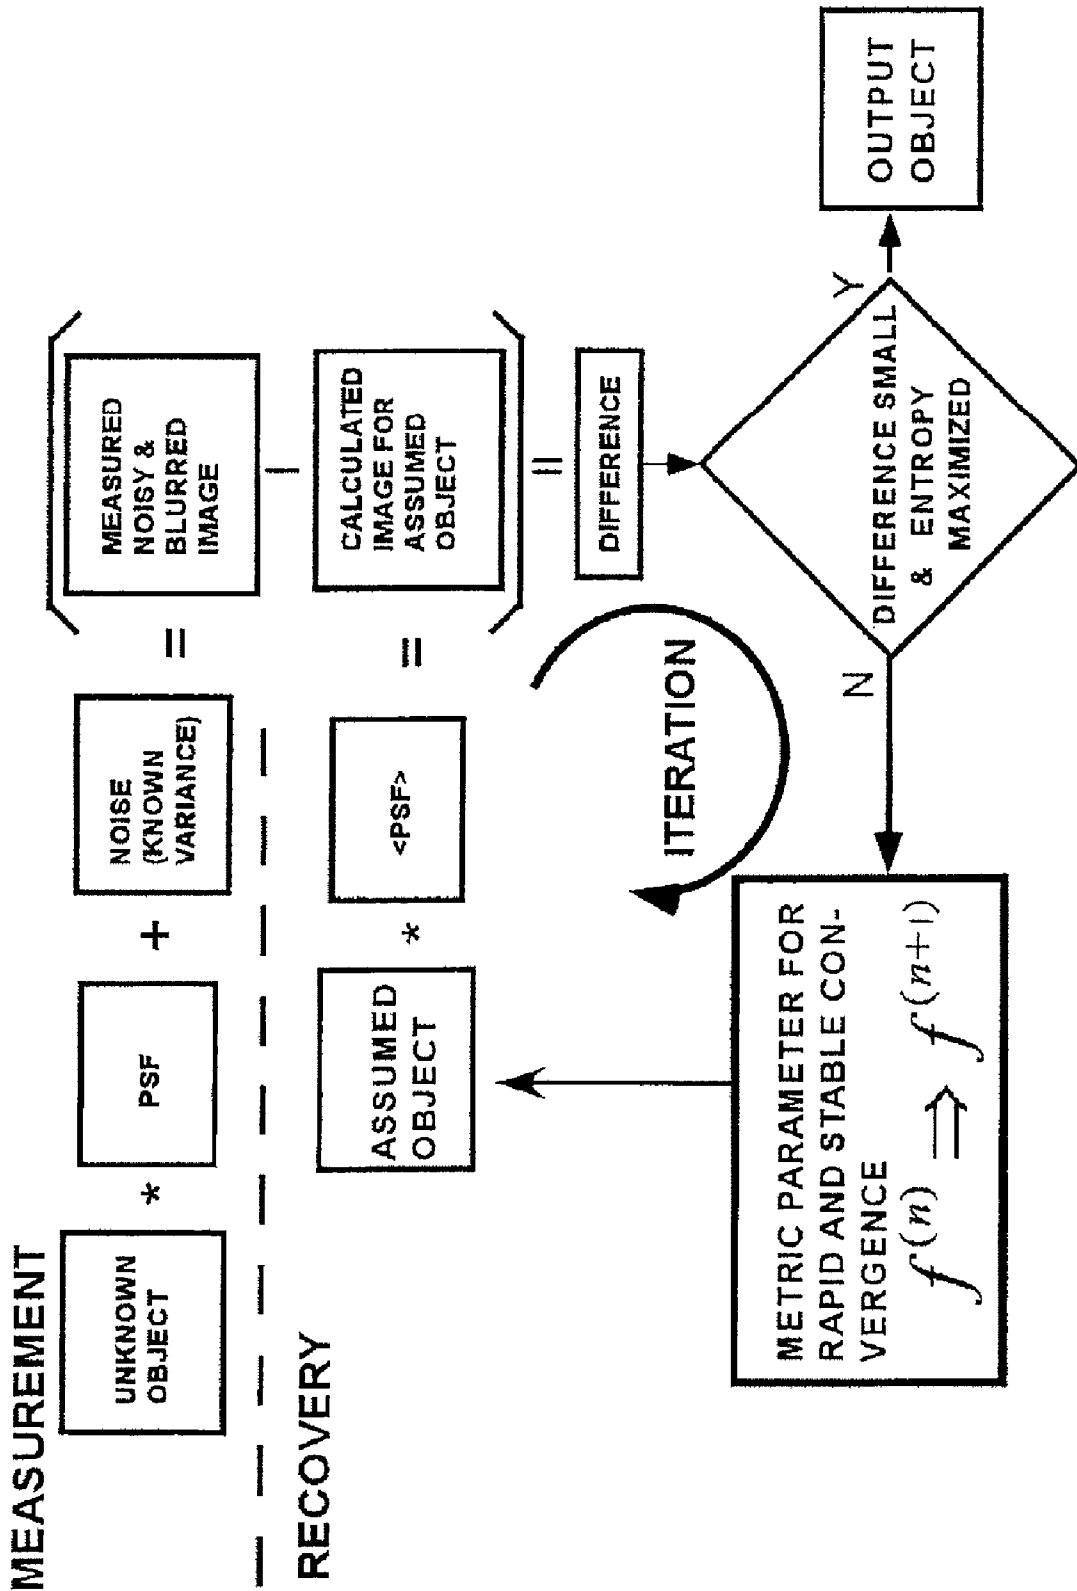 MEASUREMENT
UNKNOWN
OBJECT
*
PSF
+
NOISE
(KNOWN
VARIANCE)
=
MEASURED
NOISY &
BLURRED
IMAGE
−
RECOVERY
ASSUMED
OBJECT
*
<PSF>
=
CALCULATED
IMAGE FOR
ASSUMED
OBJECT
=
DIFFERENCE
ITERATION
DIFFERENCE SMALL
& ENTROPY
MAXIMIZED
Y
OUTPUT
OBJECT
N
METRIC PARAMETER FOR
RAPID AND STABLE CON-
VERGENCE
f(n) ⇒ f(n+1)